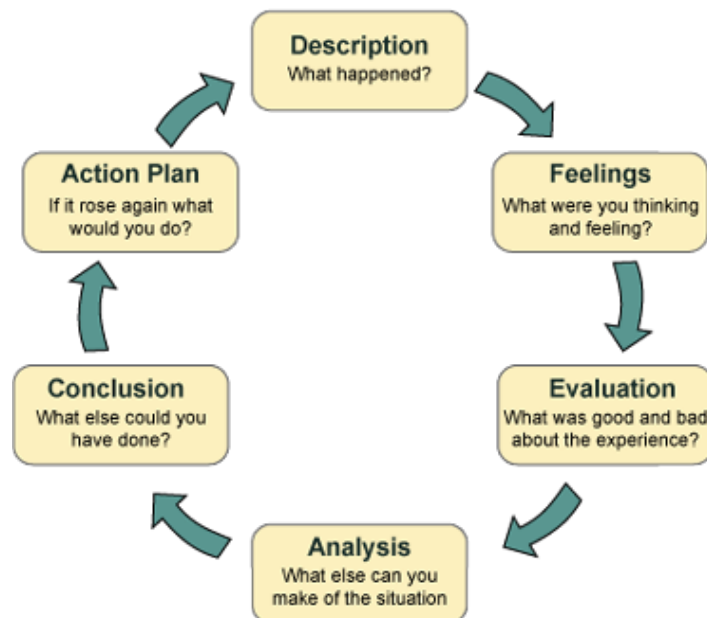 Description
What happened?
Feelings
What were you thinking
and feeling?
Evaluation
What was good and bad
about the experience?
Analysis
What else can you
make of the situation
Conclusion
What else could you
have done?
Action Plan
If it rose again what
would you do?